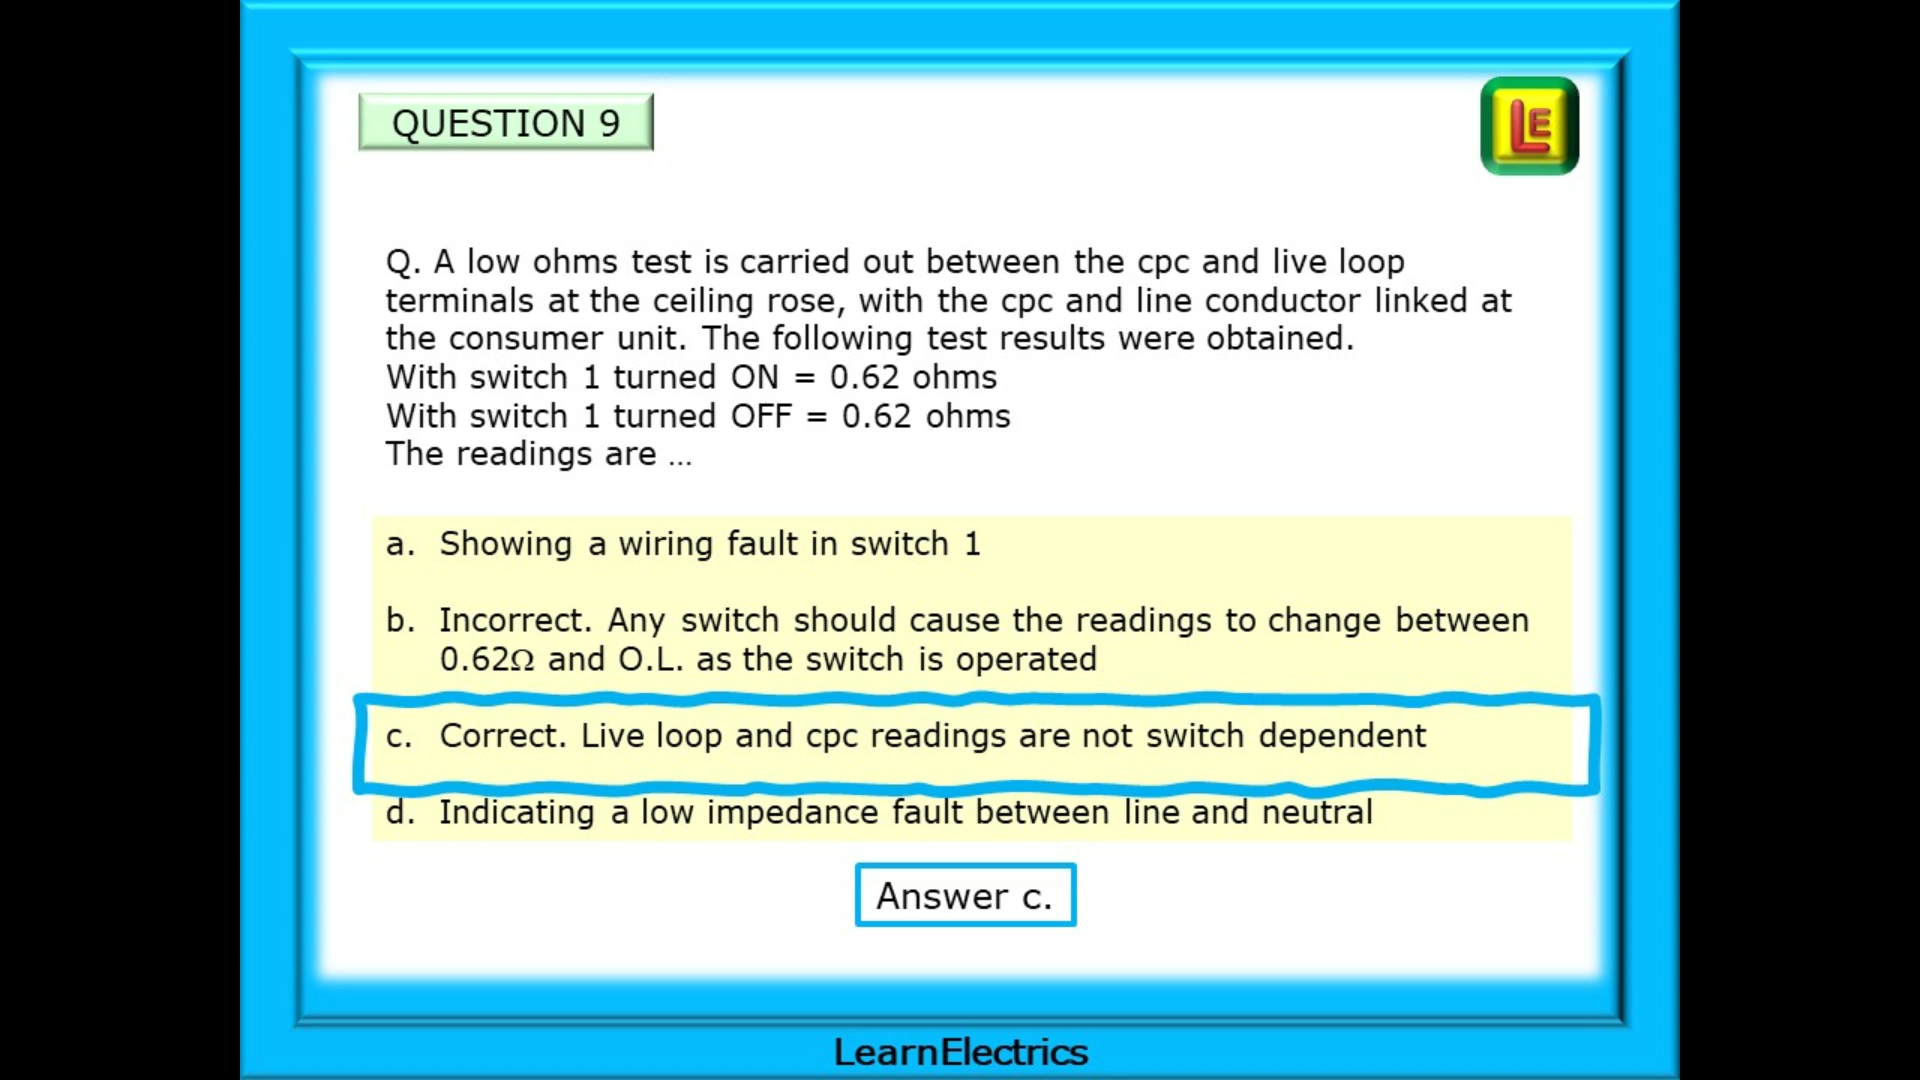 QUESTION 9
LE
Q. A low ohms test is carried out between the cpc and live loop
terminals at the ceiling rose, with the cpc and line conductor linked at
the consumer unit. The following test results were obtained.
With switch 1 turned ON = 0.62 ohms
With switch 1 turned OFF = 0.62 ohms
The readings are ...
a. Showing a wiring fault in switch 1
b. Incorrect. Any switch should cause the readings to change between
0.62Ω and O.L. as the switch is operated
c. Correct. Live loop and cpc readings are not switch dependent
d. Indicating a low impedance fault between line and neutral
Answer c.
LearnElectrics